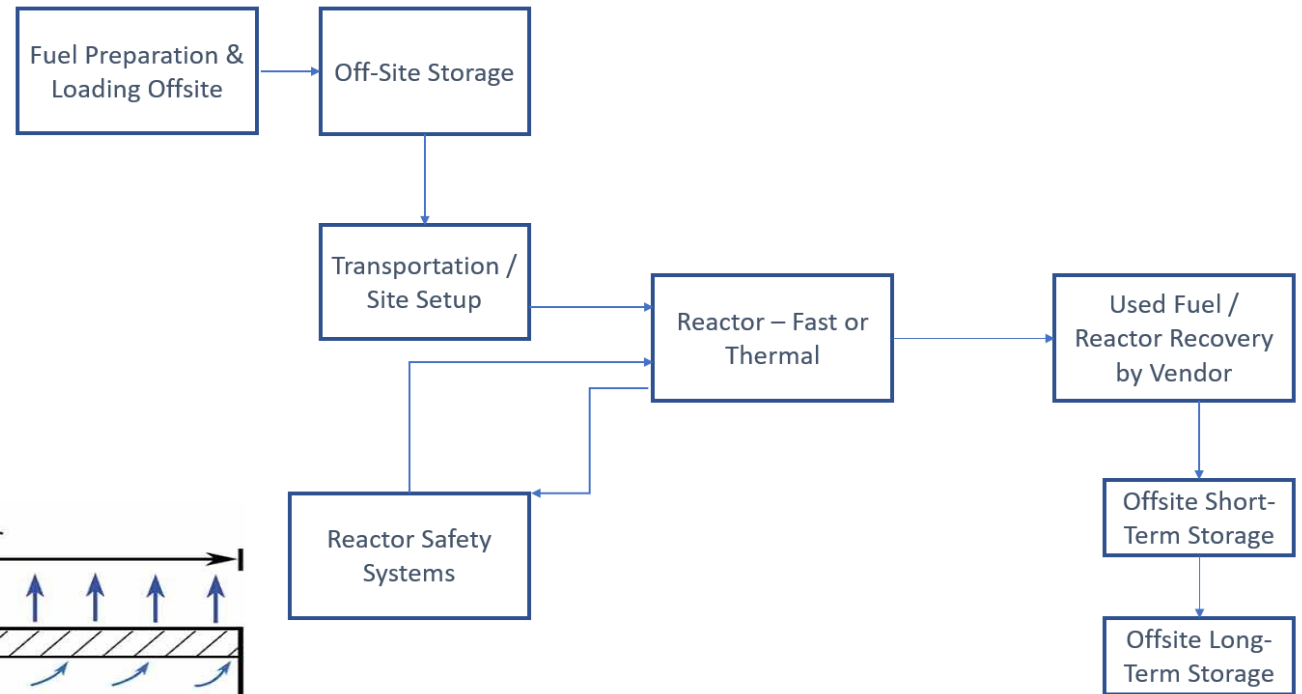 Fuel Preparation &
Loading Offsite
Off-Site Storage
Transportation /
Site Setup
Reactor – Fast or
Thermal
Used Fuel /
Reactor Recovery
by Vendor
Reactor Safety
Systems
Offsite Short-
Term Storage
Offsite Long-
Term Storage